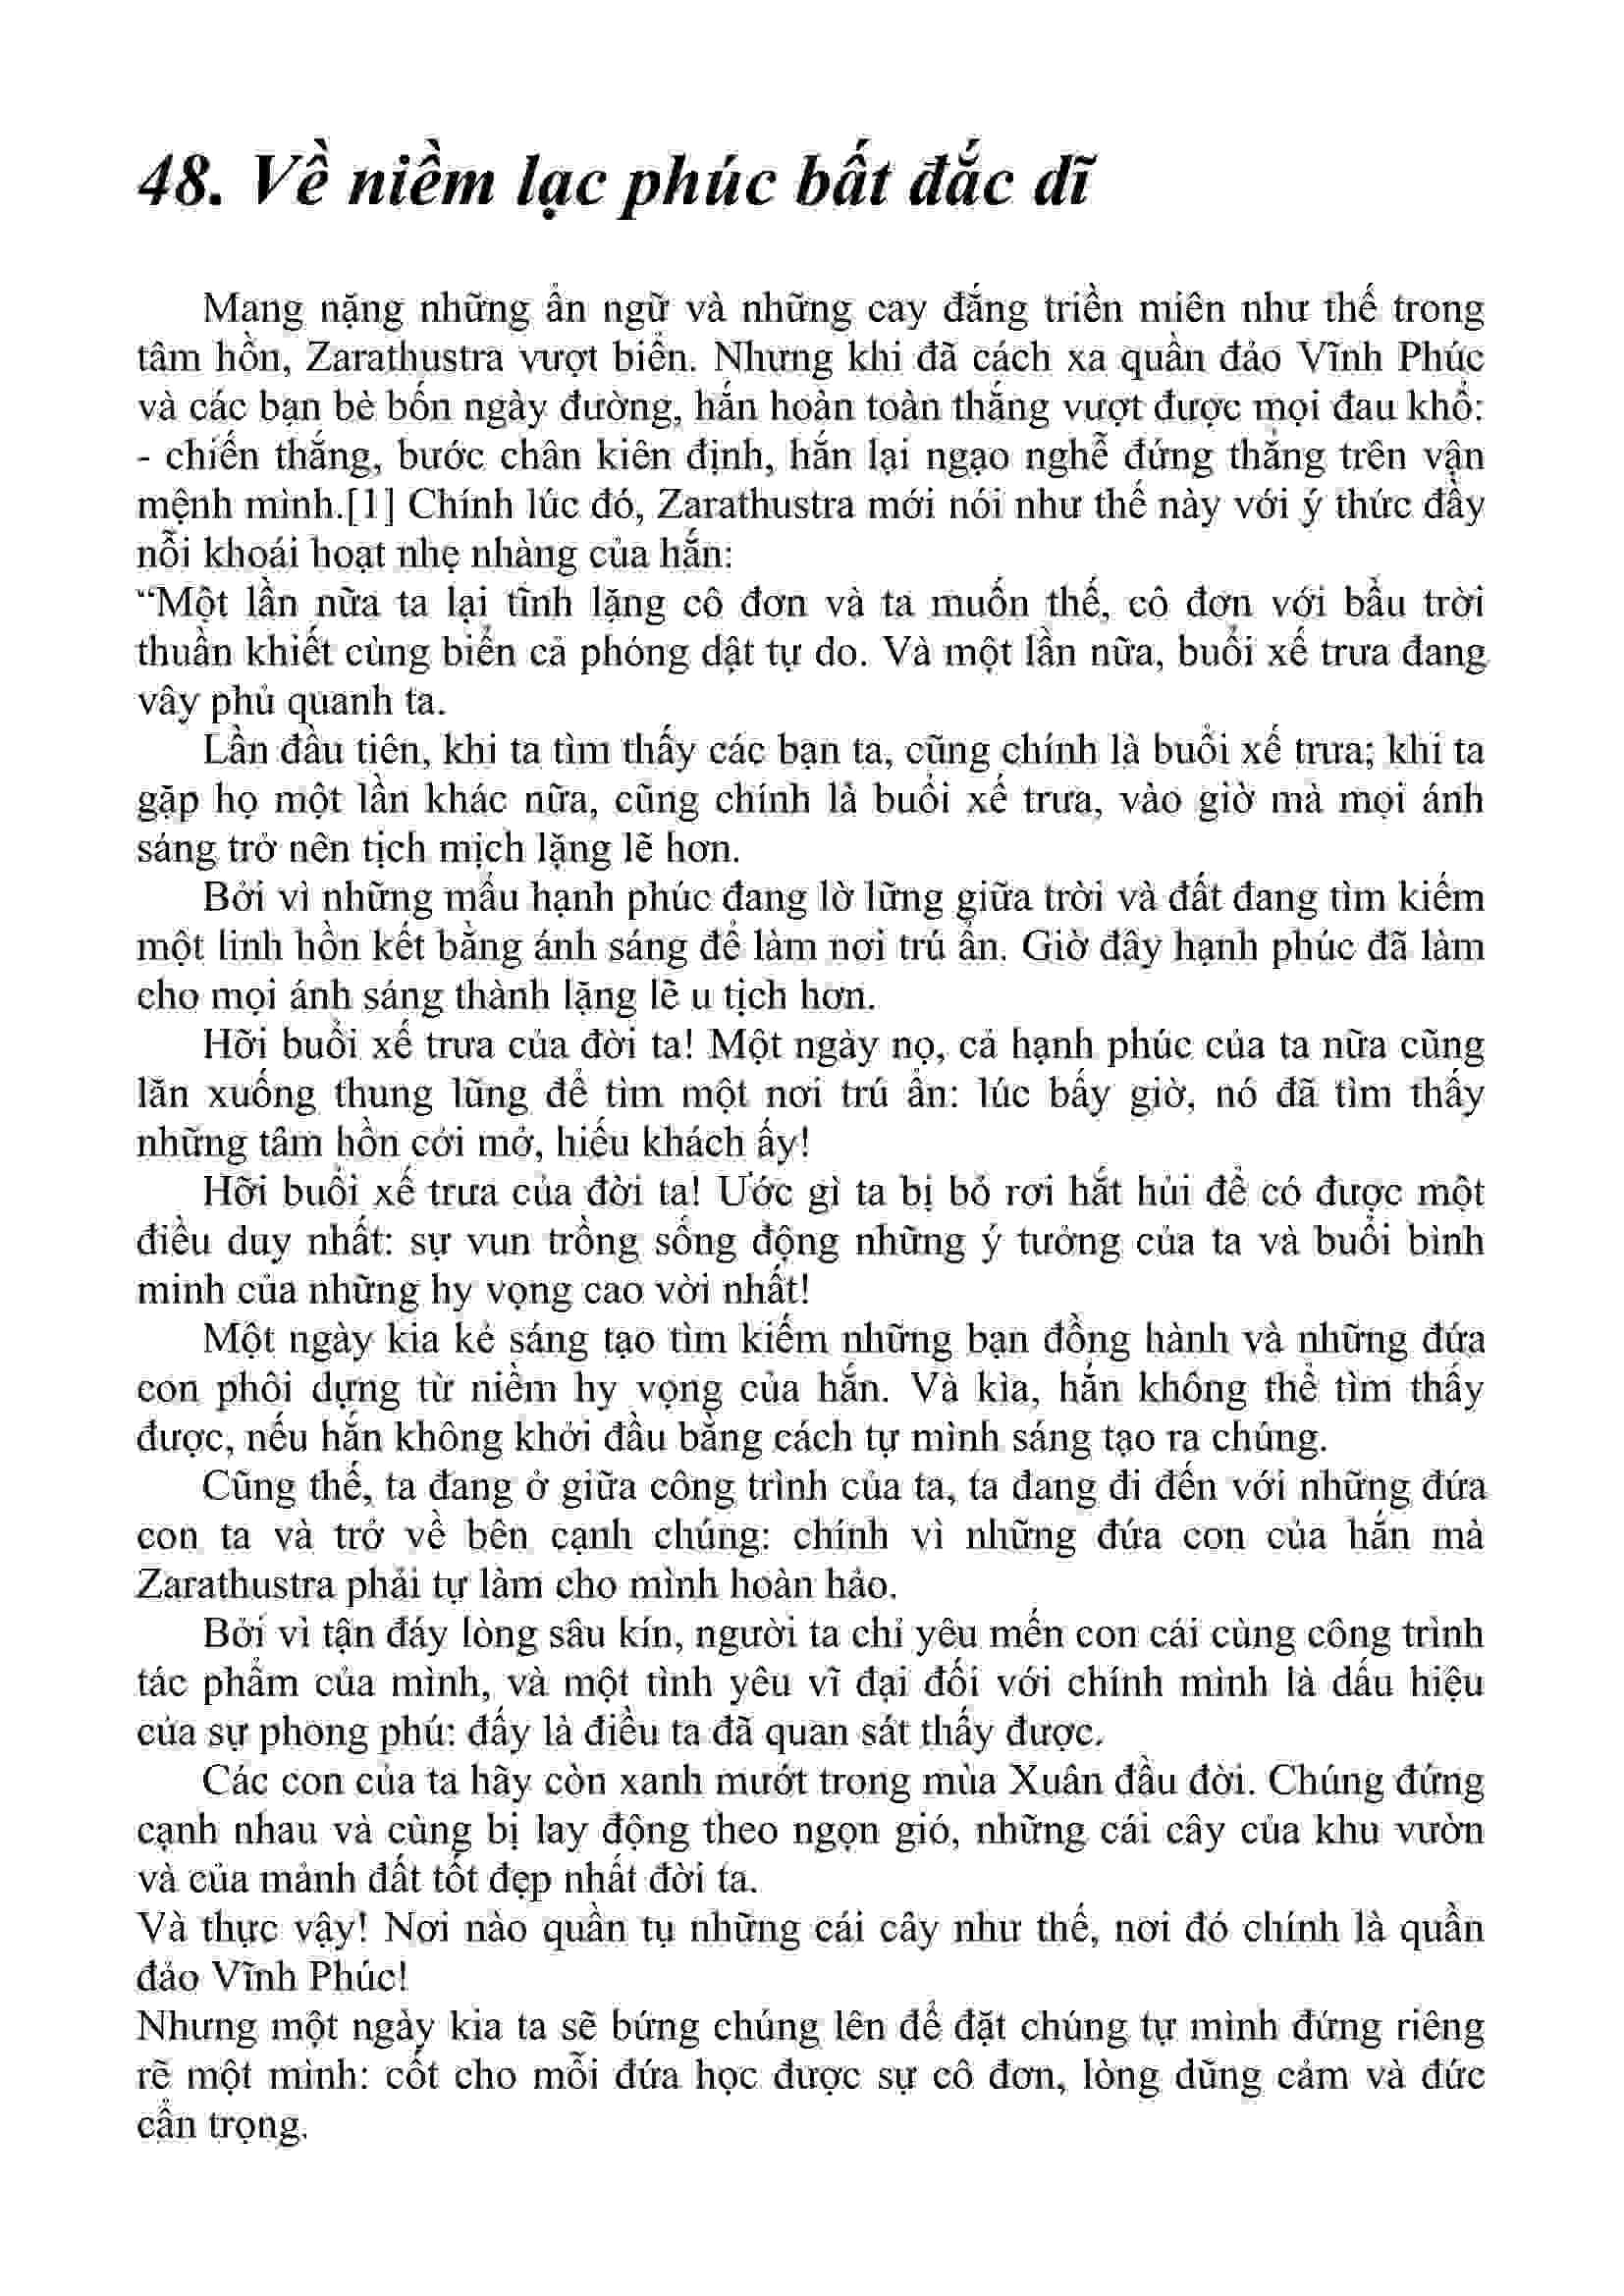 48. Về niềm lạc phúc bất đắc dĩ
Mang nặng những ẩn ngữ và những cay đắng triền miên như thế trong
tâm hồn, Zarathustra vượt biển. Nhưng khi đã cách xa quần đảo Vĩnh Phúc
và các bạn bè bốn ngày đường, hắn hoàn toàn thắng vượt được mọi đau khổ:
- chiến thắng, bước chân kiên định, hắn lại ngạo nghễ đứng thẳng trên vận
mệnh mình.[1] Chính lúc đó, Zarathustra mới nói như thế này với ý thức đầy
nỗi khoái hoạt nhẹ nhàng của hắn:
“Một lần nữa ta lại tĩnh lặng cô đơn và ta muốn thế, cô đơn với bầu trời
thuần khiết cùng biển cả phóng dật tự do. Và một lần nữa, buổi xế trưa đang
vây phủ quanh ta.
Lần đầu tiên, khi ta tìm thấy các bạn ta, cũng chính là buổi xế trưa; khi ta
gặp họ một lần khác nữa, cũng chính là buổi xế trưa, vào giờ mà mọi ánh
sáng trở nên tịch mịch lặng lẽ hơn.
Bởi vì những mẩu hạnh phúc đang lờ lững giữa trời và đất đang tìm kiếm
một linh hồn kết bằng ánh sáng để làm nơi trú ẩn. Giờ đây hạnh phúc đã làm
cho mọi ánh sáng thành lặng lẽ u tịch hơn.
Hỡi buổi xế trưa của đời ta! Một ngày nọ, cả hạnh phúc của ta nữa cũng
lăn xuống thung lũng để tìm một nơi trú ẩn: lúc bấy giờ, nó đã tìm thấy
những tâm hồn cởi mở, hiếu khách ấy!
Hỡi buổi xế trưa của đời ta! Ước gì ta bị bỏ rơi hắt hủi để có được một
điều duy nhất: sự vun trồng sống động những ý tưởng của ta và buổi bình
minh của những hy vọng cao vời nhất!
Một ngày kia kẻ sáng tạo tìm kiếm những bạn đồng hành và những đứa
con phôi dựng từ niềm hy vọng của hắn. Và kìa, hắn không thể tìm thấy
được, nếu hắn không khởi đầu bằng cách tự mình sáng tạo ra chúng.
Cũng thế, ta đang ở giữa công trình của ta, ta đang đi đến với những đứa
con ta và trở về bên cạnh chúng: chính vì những đứa con của hắn mà
Zarathustra phải tự làm cho mình hoàn hảo.
Bởi vì tận đáy lòng sâu kín, người ta chỉ yêu mến con cái cùng công trình
tác phẩm của mình, và một tình yêu vĩ đại đối với chính mình là dấu hiệu
của sự phong phú: đấy là điều ta đã quan sát thấy được.
Các con của ta hãy còn xanh mướt trong mùa Xuân đầu đời. Chúng đứng
cạnh nhau và cùng bị lay động theo ngọn gió, những cái cây của khu vườn
và của mảnh đất tốt đẹp nhất đời ta.
Và thực vậy! Nơi nào quần tụ những cái cây như thế, nơi đó chính là quần
đảo Vĩnh Phúc!
Nhưng một ngày kia ta sẽ bứng chúng lên để đặt chúng tự mình đứng riêng
rẽ một mình: cốt cho mỗi đứa học được sự cô đơn, lòng dũng cảm và đức
cẩn trọng.